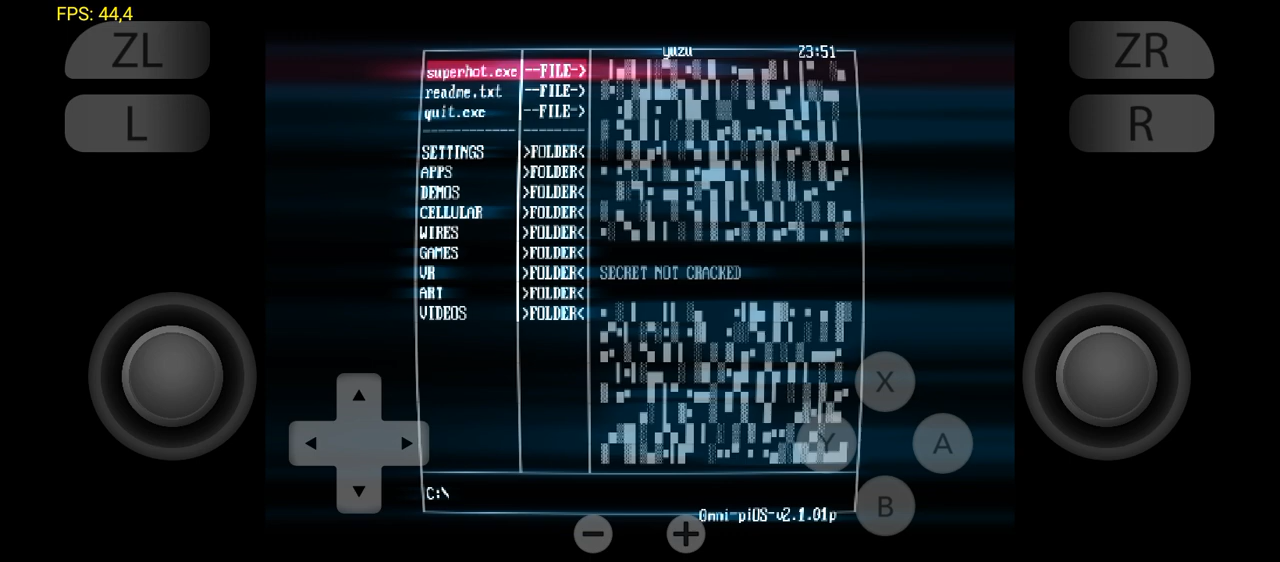 FPS: 44,4
ZL
ZR
L
R
yuzu
23:51
superhot.exe --FILE->
readme.txt --FILE->
quit.exe --FILE->
SETTINGS >FOLDER<
APPS >FOLDER<
DEMOS >FOLDER<
CELLULAR >FOLDER<
WIRES >FOLDER<
GAMES >FOLDER<
VR >FOLDER<
ART >FOLDER<
VIDEOS >FOLDER<
SECRET NOT CRACKED
X
Y
A
B
C:\
Omni-piOS-v2.1.01p